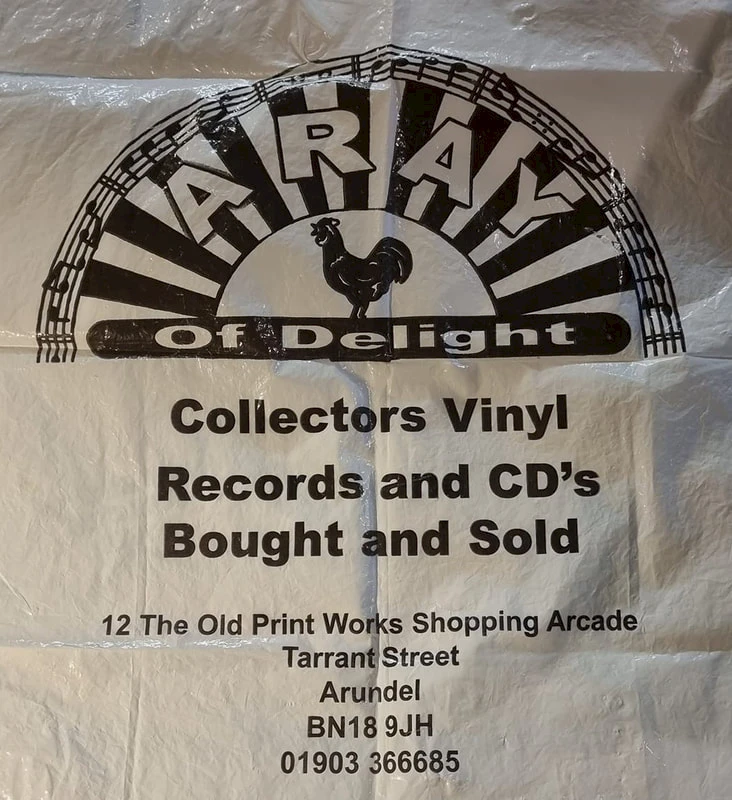 ARAY
Of Delight
Collectors Vinyl
Records and CD's
Bought and Sold
12 The Old Print Works Shopping Arcade
Tarrant Street
Arundel
BN18 9JH
01903 366685